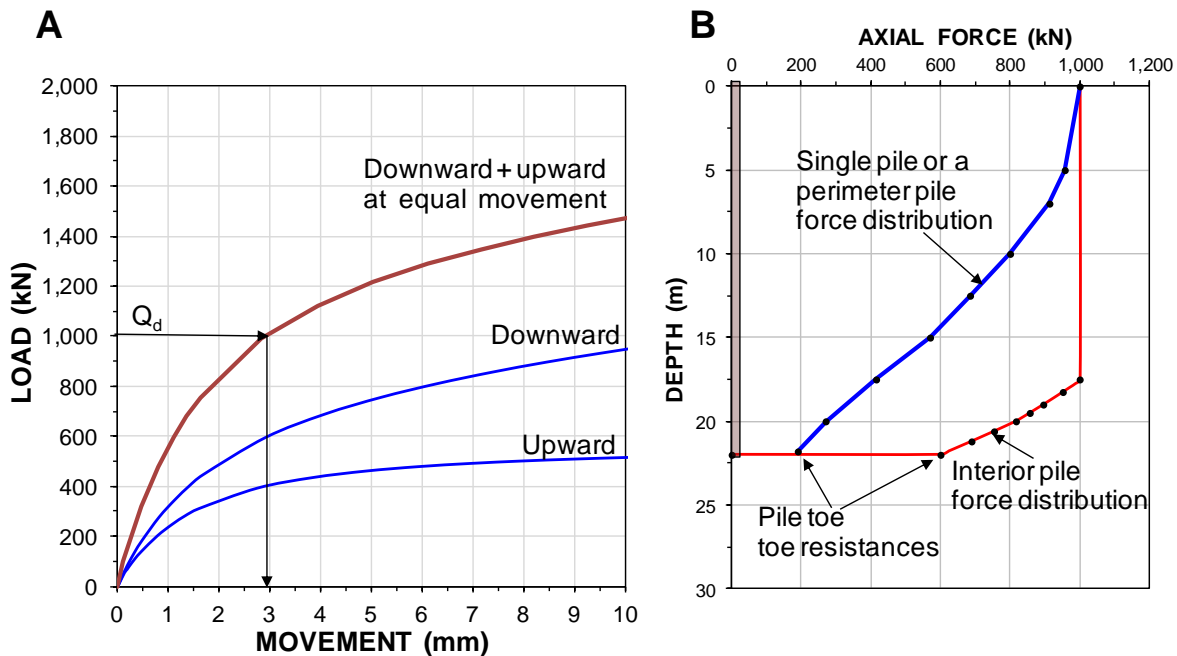 A
2,000
1,800
1,600
1,400
1,200
1,000
800
600
400
200
0
LOAD (kN)
Downward + upward
at equal movement
Qd
Downward
Upward
0 1 2 3 4 5 6 7 8 9 10
MOVEMENT (mm)
B
AXIAL FORCE (kN)
0 200 400 600 800 1,000 1,200
0
5
10
15
20
25
30
DEPTH (m)
Single pile or a
perimeter pile
force distribution
Interior pile
force distribution
Pile toe
toe resistances